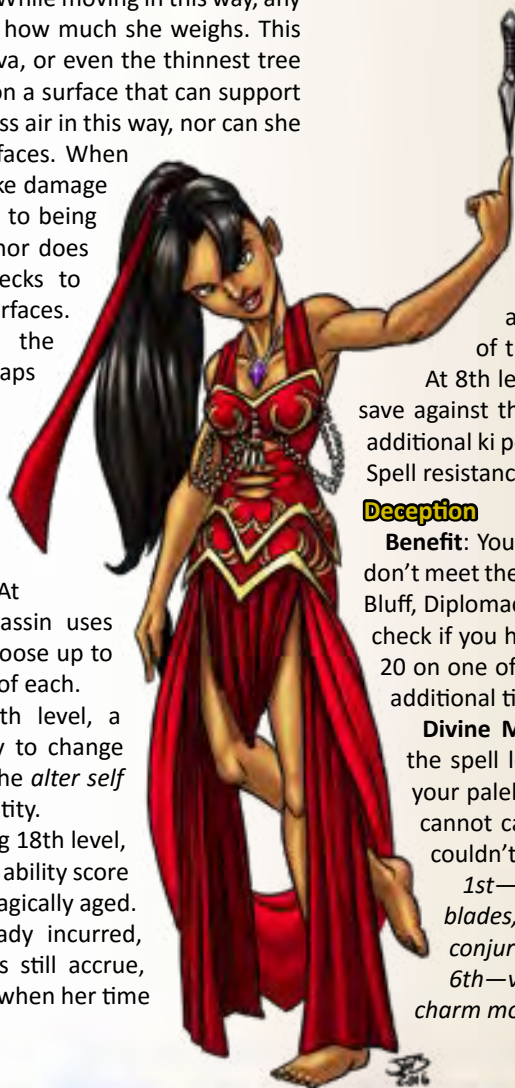 While moving in this way, any
how much she weighs. This
va, or even the thinnest tree
on a surface that can support
ss air in this way, nor can she
faces. When
ke damage
to being
nor does
ecks to
rfaces.
the
aps
At
assin uses
oose up to
of each.
th level, a
y to change
he alter self
tity.
g 18th level,
ability score
agically aged.
ady incurred,
s still accrue,
when her time
a
of t
At 8th le
save against th
additional ki p
Spell resistanc
Deception
Benefit: You
don’t meet the
Bluff, Diplomac
check if you h
20 on one of
additional ti
Divine M
the spell l
your palel
cannot ca
couldn’t
1st—
blades,
conjur
6th—v
charm mo